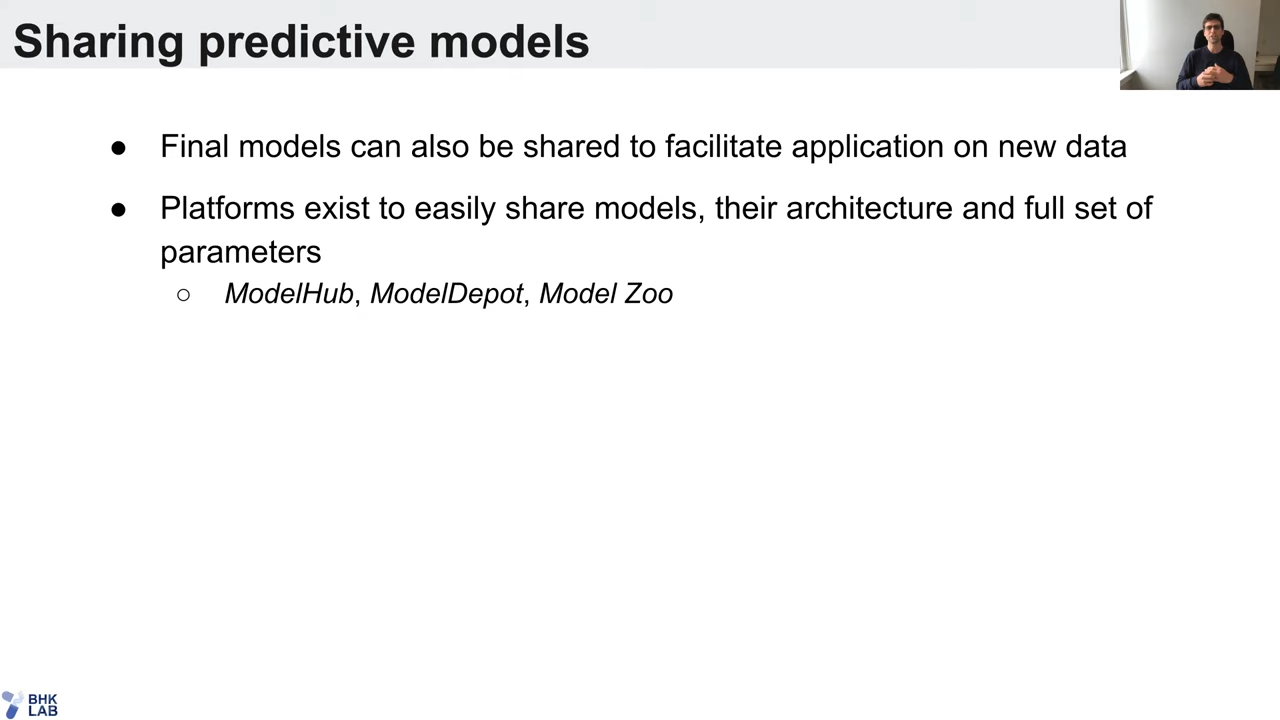 Sharing predictive models
● Final models can also be shared to facilitate application on new data
● Platforms exist to easily share models, their architecture and full set of
parameters
○ ModelHub, ModelDepot, Model Zoo
BHK
LAB